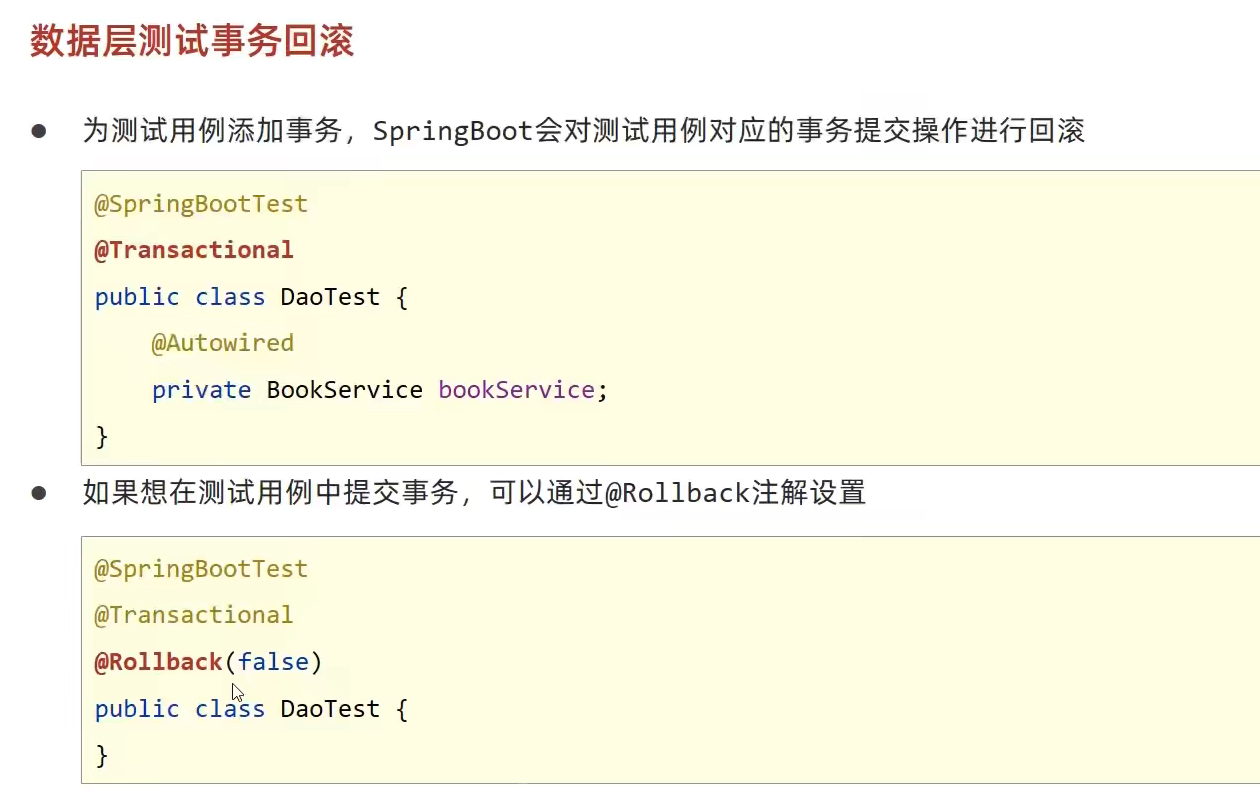 数据层测试事务回滚
● 为测试用例添加事务，SpringBoot会对测试用例对应的事务提交操作进行回滚
@SpringBootTest
@Transactional
public class DaoTest {
    @Autowired
    private BookService bookService;
}
● 如果想在测试用例中提交事务，可以通过@Rollback注解设置
@SpringBootTest
@Transactional
@Rollback(false)
public class DaoTest {
}